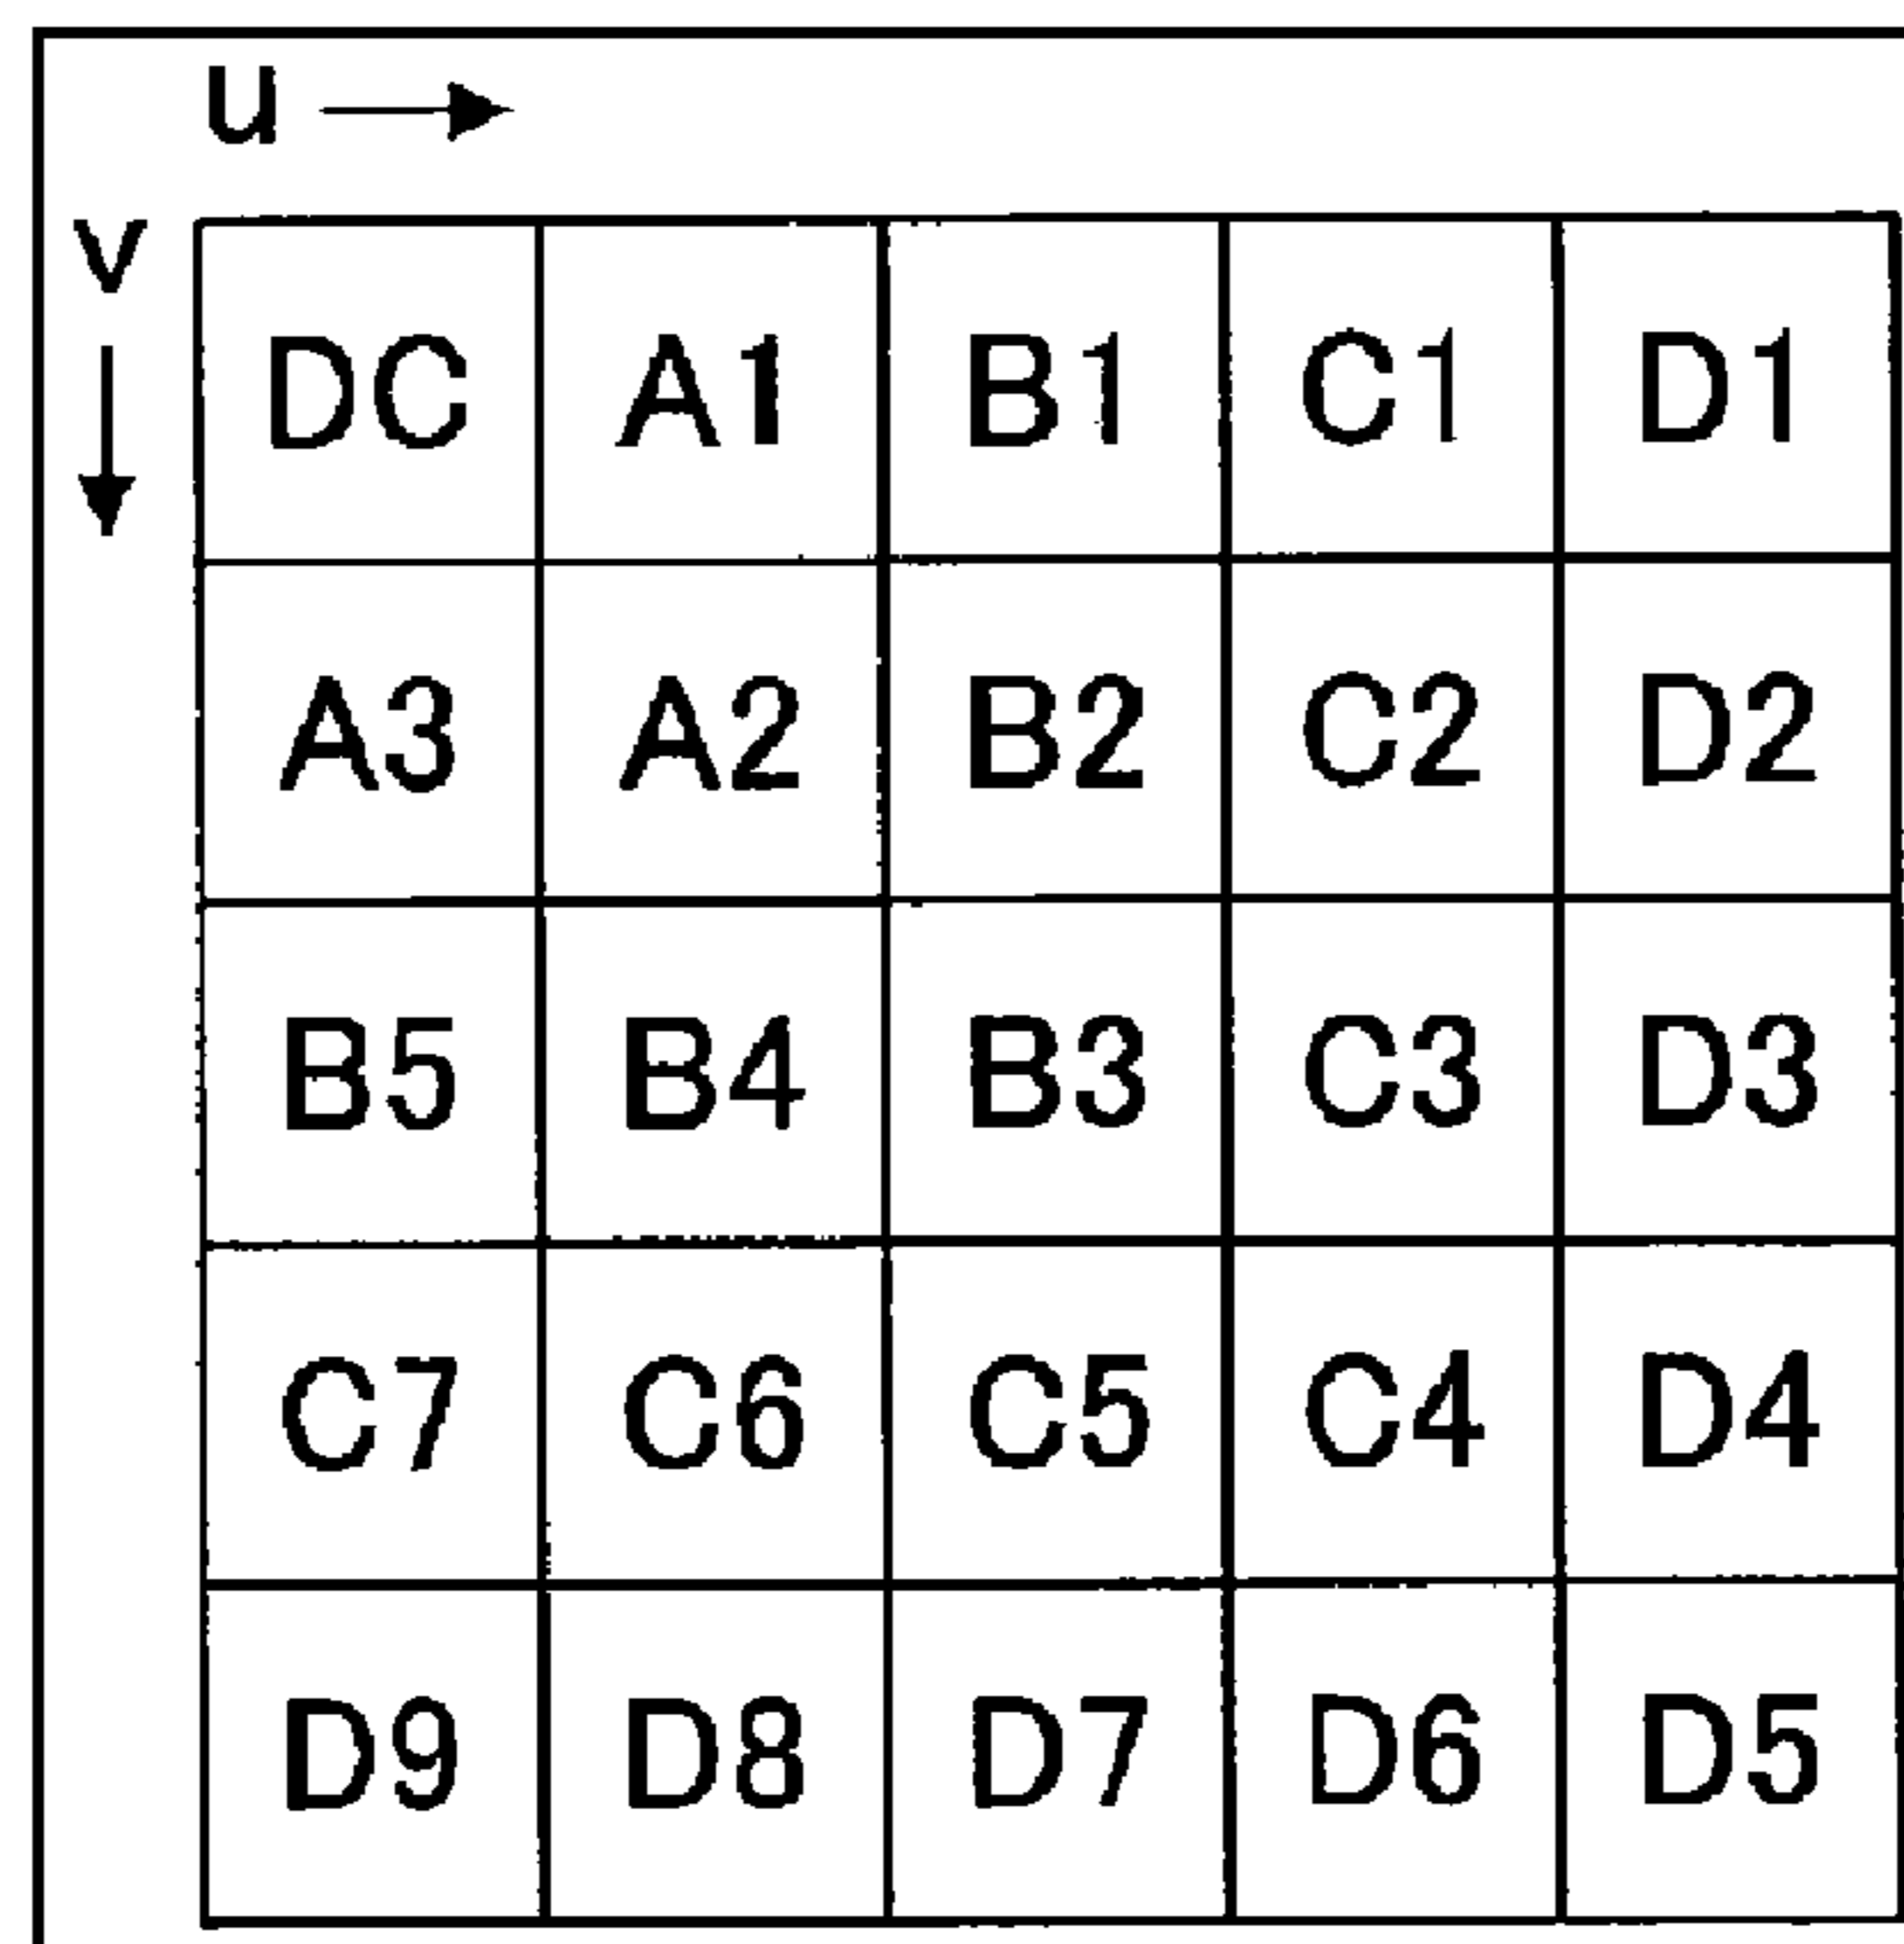 u
v
DC A1 B1 C1 D1
A3 A2 B2 C2 D2
B5 B4 B3 C3 D3
C7 C6 C5 C4 D4
D9 D8 D7 D6 D5